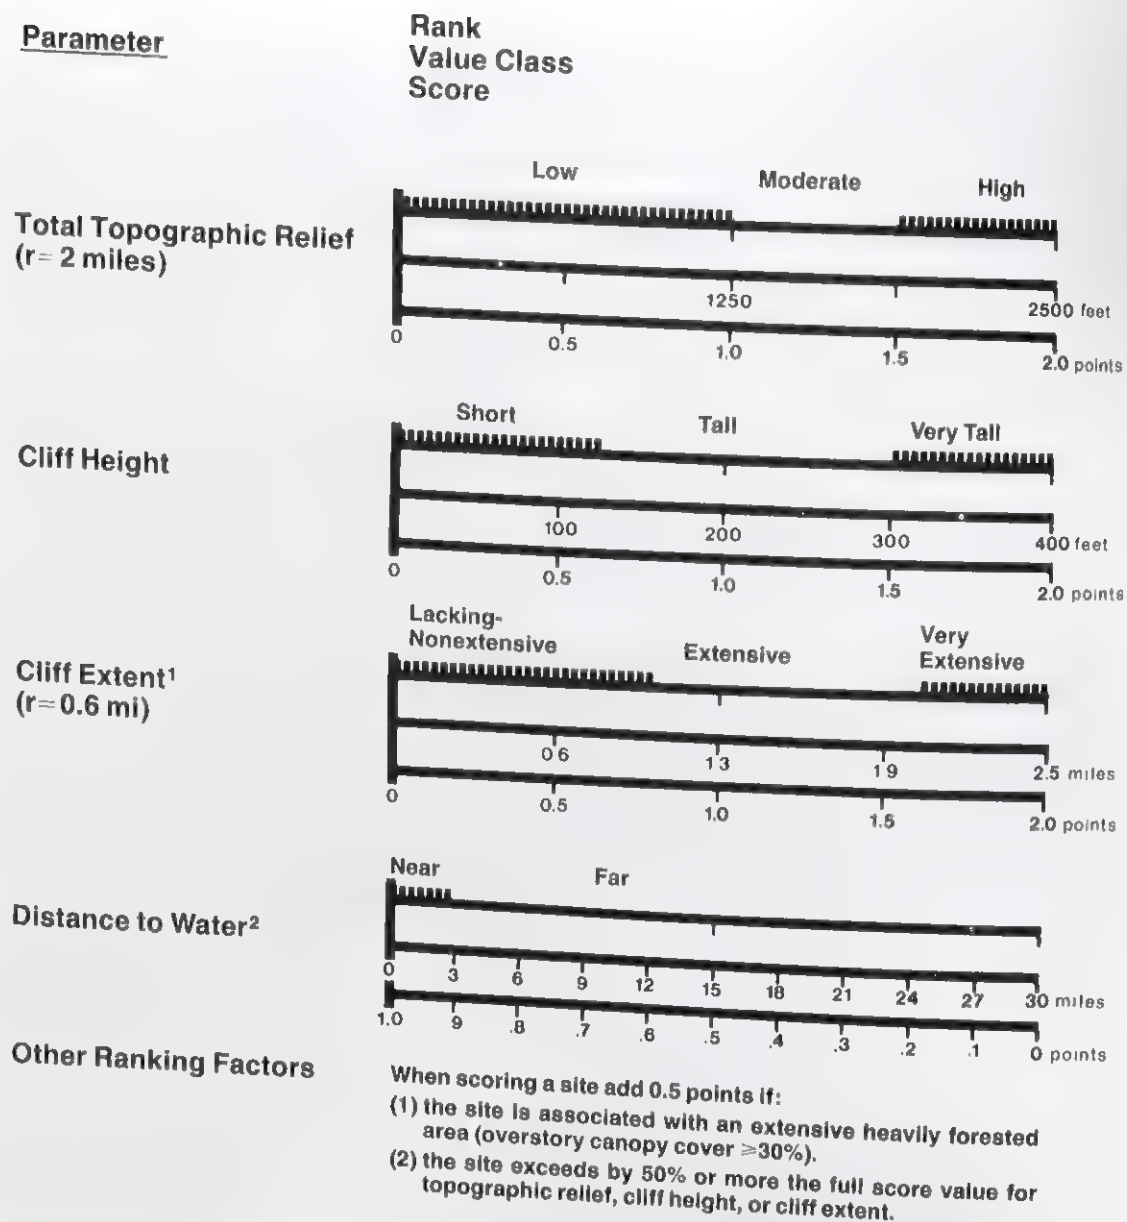 Parameter
Rank
Value Class
Score
Total Topographic Relief
(r= 2 miles)
Low Moderate High
1250 2500 feet
0 0.5 1.0 1.5 2.0 points
Cliff Height
Short Tall Very Tall
100 200 300 400 feet
0 0.5 1.0 1.5 2.0 points
Cliff Extent¹
(r=0.6 mi)
Lacking-
Nonextensive
Extensive
Very
Extensive
0 6 1 3 1 9 2.5 miles
0 0.5 1.0 1.5 2.0 points
Distance to Water²
Near Far
0 3 6 9 12 15 18 21 24 27 30 miles
1.0 9 .8 .7 .6 .5 .4 .3 .2 .1 0 points
Other Ranking Factors
When scoring a site add 0.5 points if:
(1) the site is associated with an extensive heavily forested
area (overstory canopy cover ≥30%).
(2) the site exceeds by 50% or more the full score value for
topographic relief, cliff height, or cliff extent.